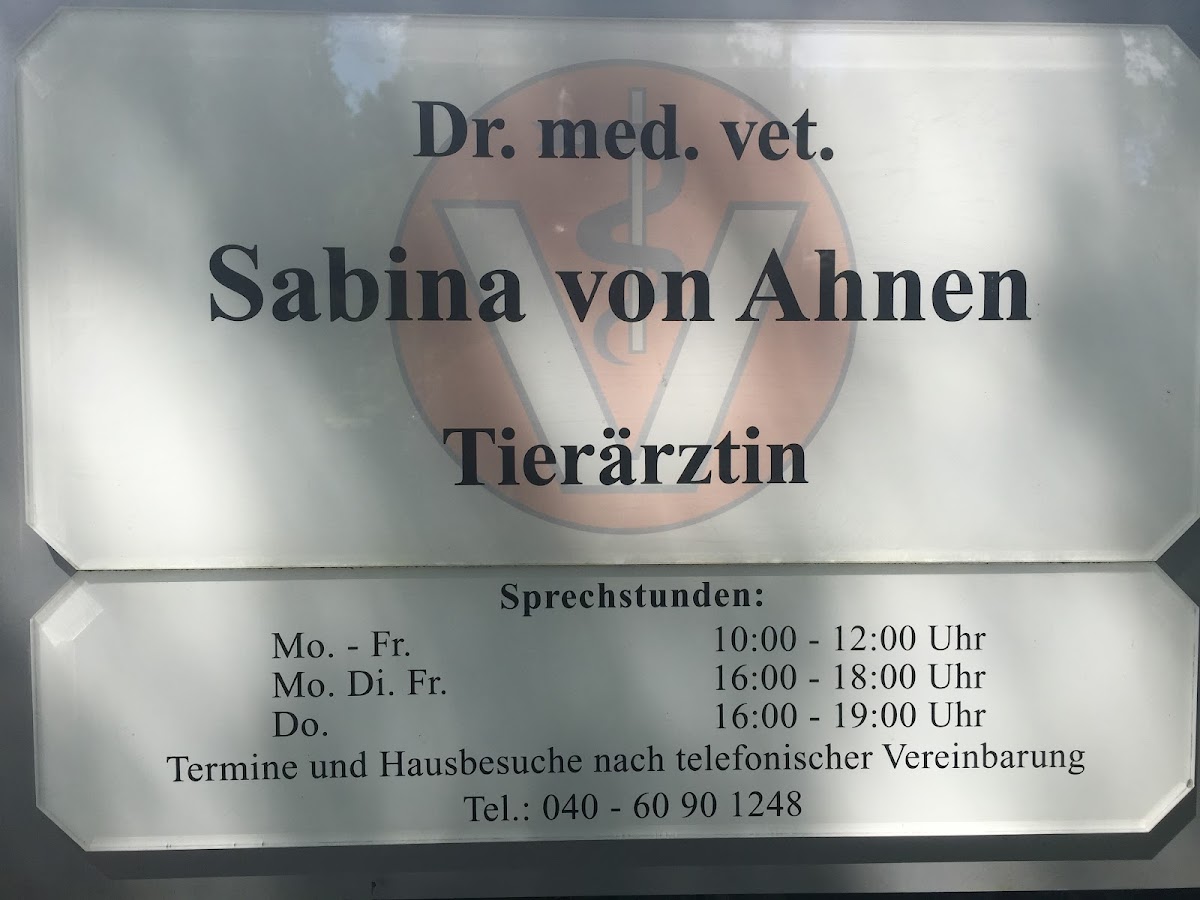 Dr. med. vet.
Sabina von Ahnen
Tierärztin
Sprechstunden:
Mo. - Fr. 10:00 - 12:00 Uhr
Mo. Di. Fr. 16:00 - 18:00 Uhr
Do. 16:00 - 19:00 Uhr
Termine und Hausbesuche nach telefonischer Vereinbarung
Tel.: 040 - 60 90 1248